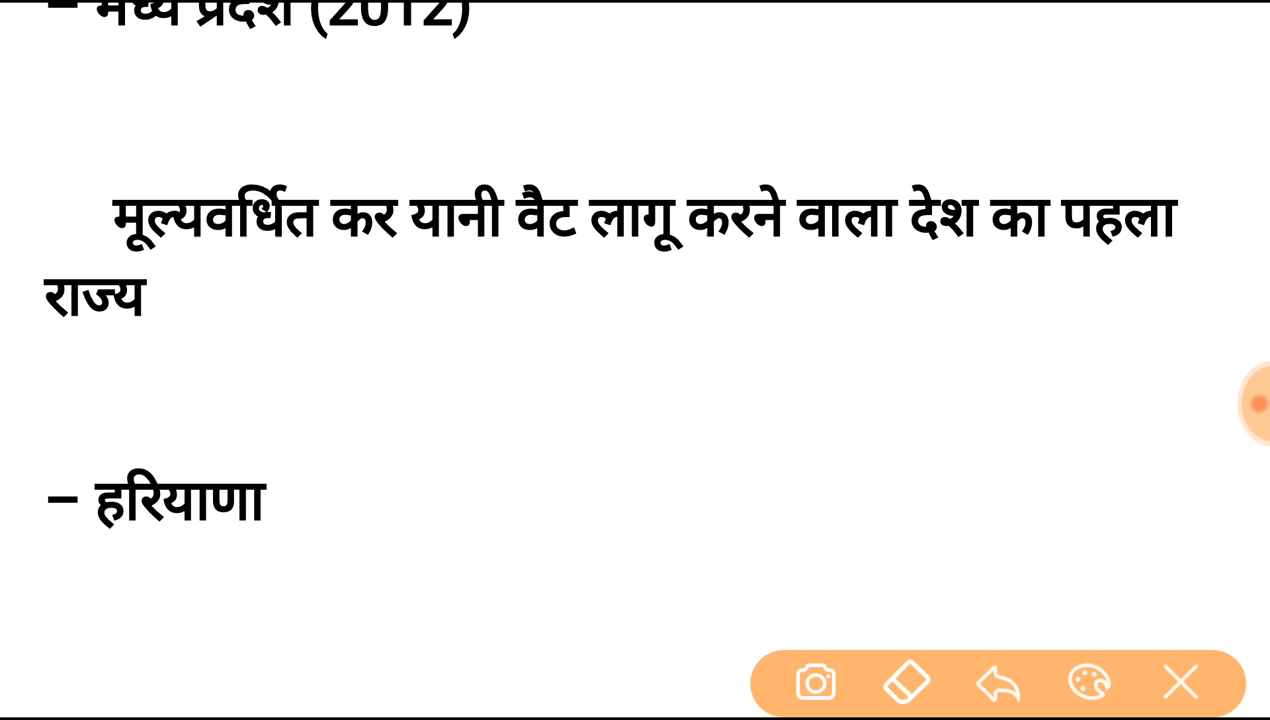 – मध्य प्रदेश (2012)
मूल्यवर्धित कर यानी वैट लागू करने वाला देश का पहला
राज्य
– हरियाणा